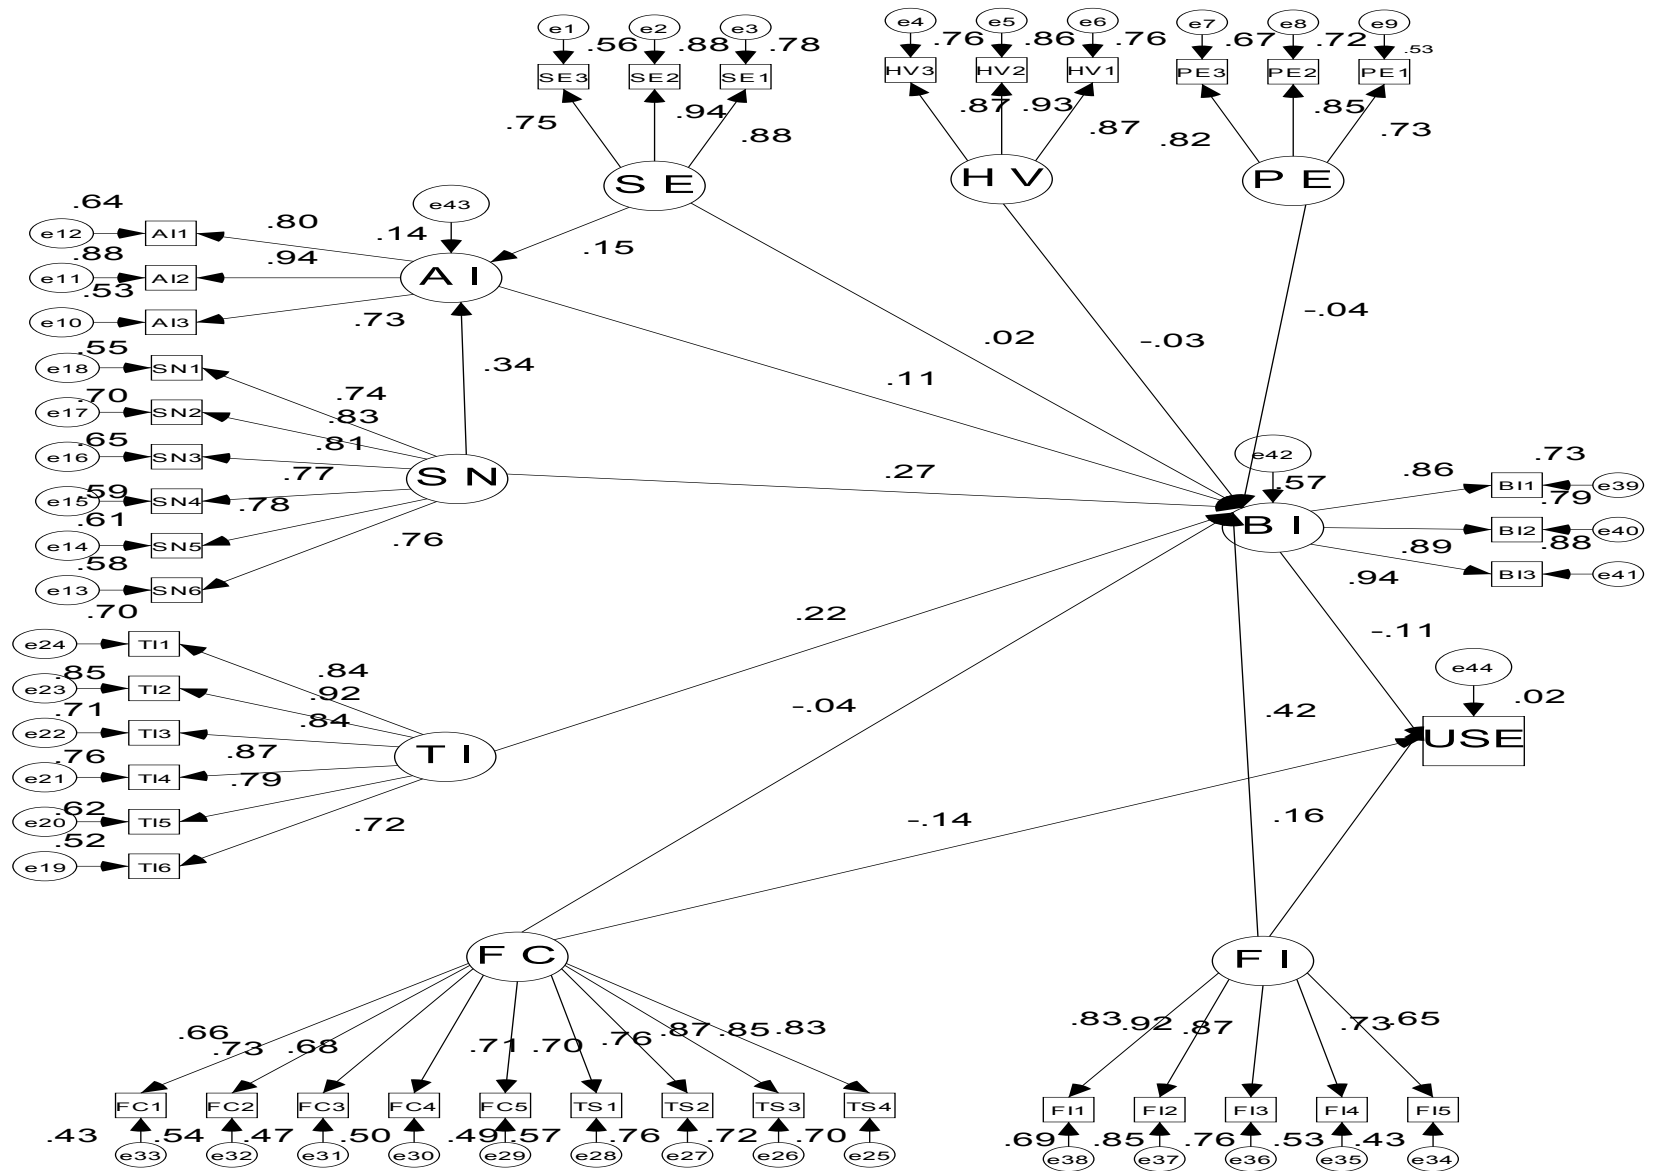 e1 e2 e3 e4 e5 e6 e7 e8 e9
.56 .88 .78 .76 .86 .76 .67 .72 .53
SE3 SE2 SE1 HV3 HV2 HV1 PE3 PE2 PE1
.75 .94 .88 .87 .93 .87 .82 .85 .73
SE HV PE
.64 e43
e12 AI1 .80 .14 .15
.88 .94
e11 AI2 AI
.53
e10 AI3 .73 -.04
.02 -.03
.55
e18 SN1 .34 .11
.70 .74
e17 SN2 .83
.65 .81
e16 SN3 .77 e42 .86 .73
.59 SN .27 .57
e15 SN4 .78 BI1 e39
.79
.61 BI BI2 e40
e14 SN5 .76 .89 .88
.58 .94 BI3 e41
e13 SN6
.70 .22 -.11
e24 TI1 .84 e44
.85
e23 TI2 .92 .02
.71 .84 -.04 .42
e22 TI3 .87 USE
.76 TI
e21 TI4 .79
.62
e20 TI5 .72 -.14 .16
.52
e19 TI6
FC FI
.66 .73 .68 .71 .70 .76 .87 .85 .83 .83 .92 .87 .73 .65
FC1 FC2 FC3 FC4 FC5 TS1 TS2 TS3 TS4 FI1 FI2 FI3 FI4 FI5
.43 .54 .47 .50 .49 .57 .76 .72 .70 .69 .85 .76 .53 .43
e33 e32 e31 e30 e29 e28 e27 e26 e25 e38 e37 e36 e35 e34